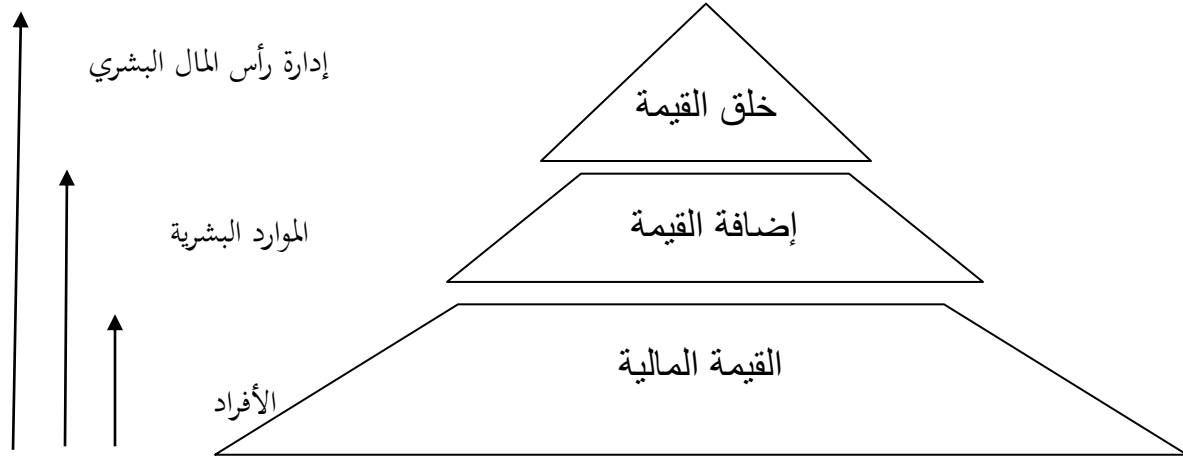 إدارة رأس المال البشري
خلق القيمة
الموارد البشرية
إضافة القيمة
القيمة المالية
الأفراد